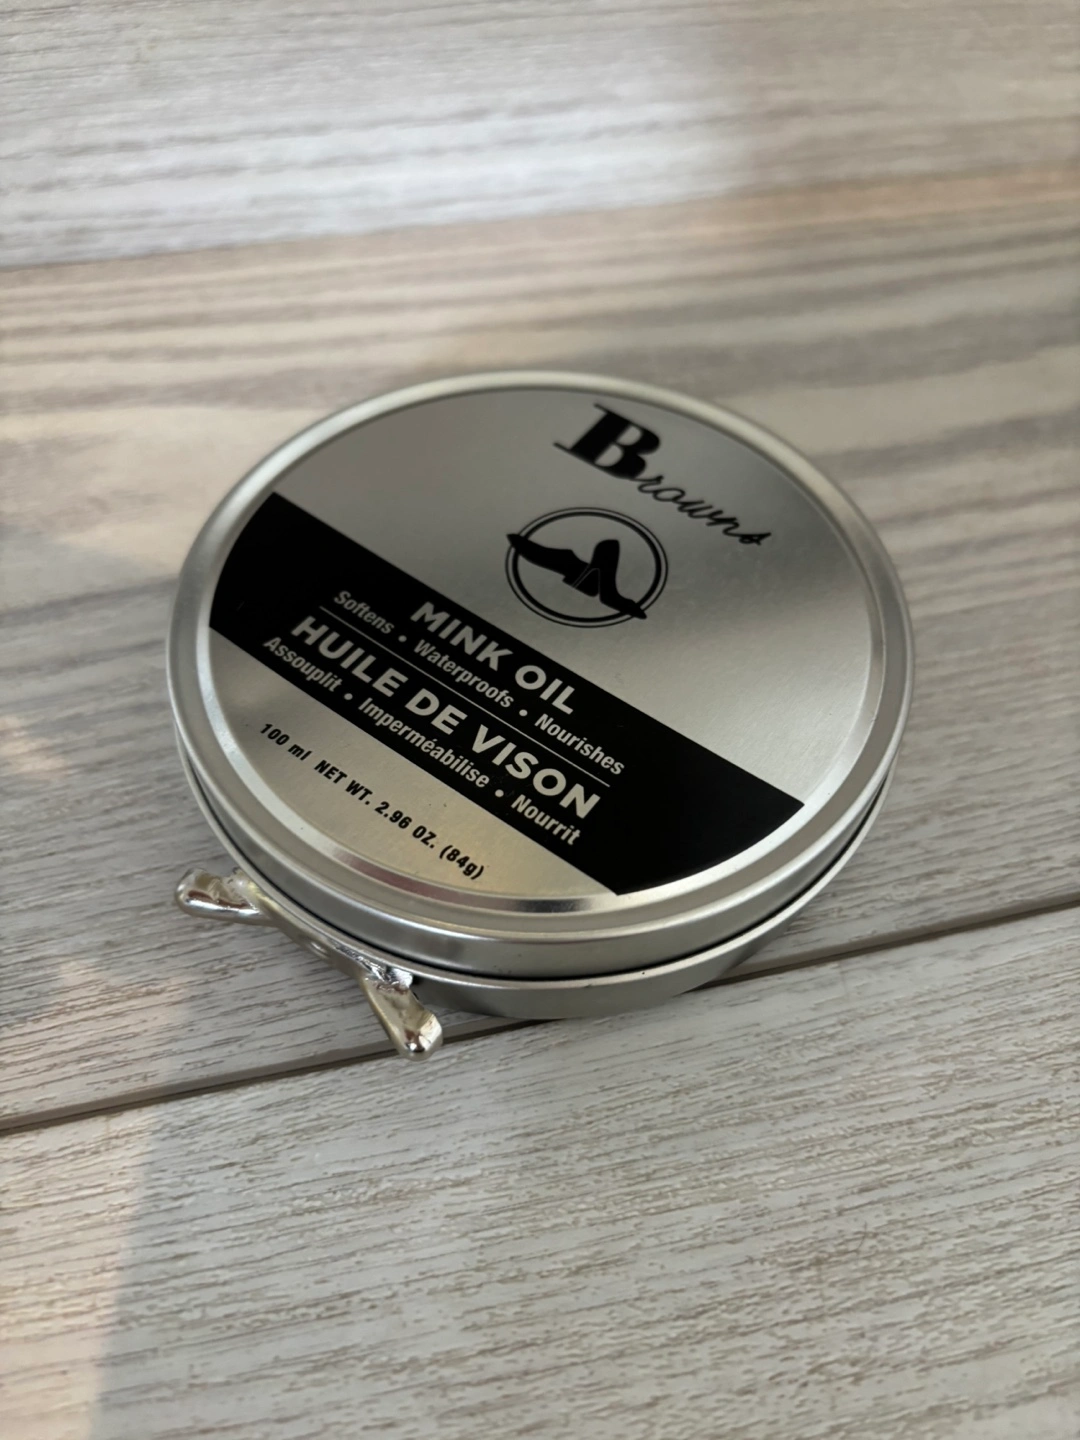 Browns
MINK OIL
Softens • Waterproofs • Nourishes
HUILE DE VISON
Assouplit • Imperméabilise • Nourrit
100 ml NET WT. 2.96 OZ. (84g)